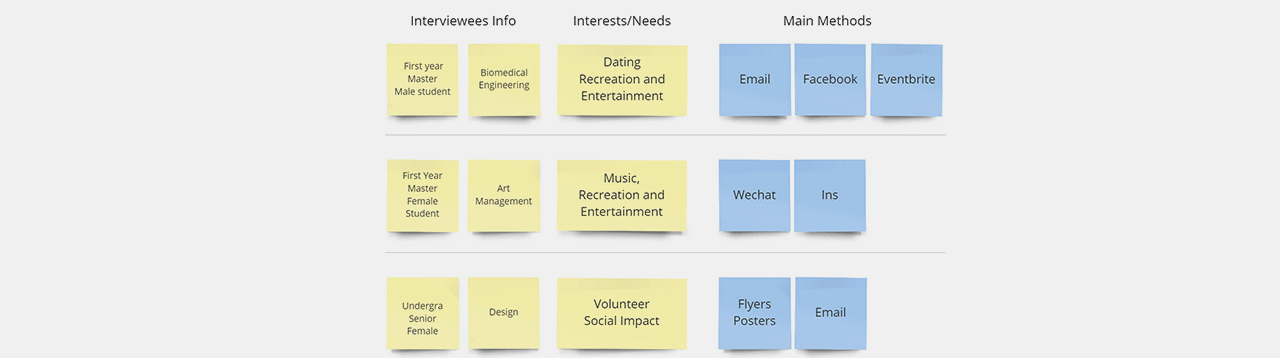 Interviewees Info
Interests/Needs
Main Methods
First year
Master
Male student
Biomedical
Engineering
Dating
Recreation and
Entertainment
Email
Facebook
Eventbrite
First Year
Master
Female
Student
Art
Management
Music,
Recreation and
Entertainment
Wechat
Ins
Undergra
Senior
Female
Design
Volunteer
Social Impact
Flyers
Posters
Email